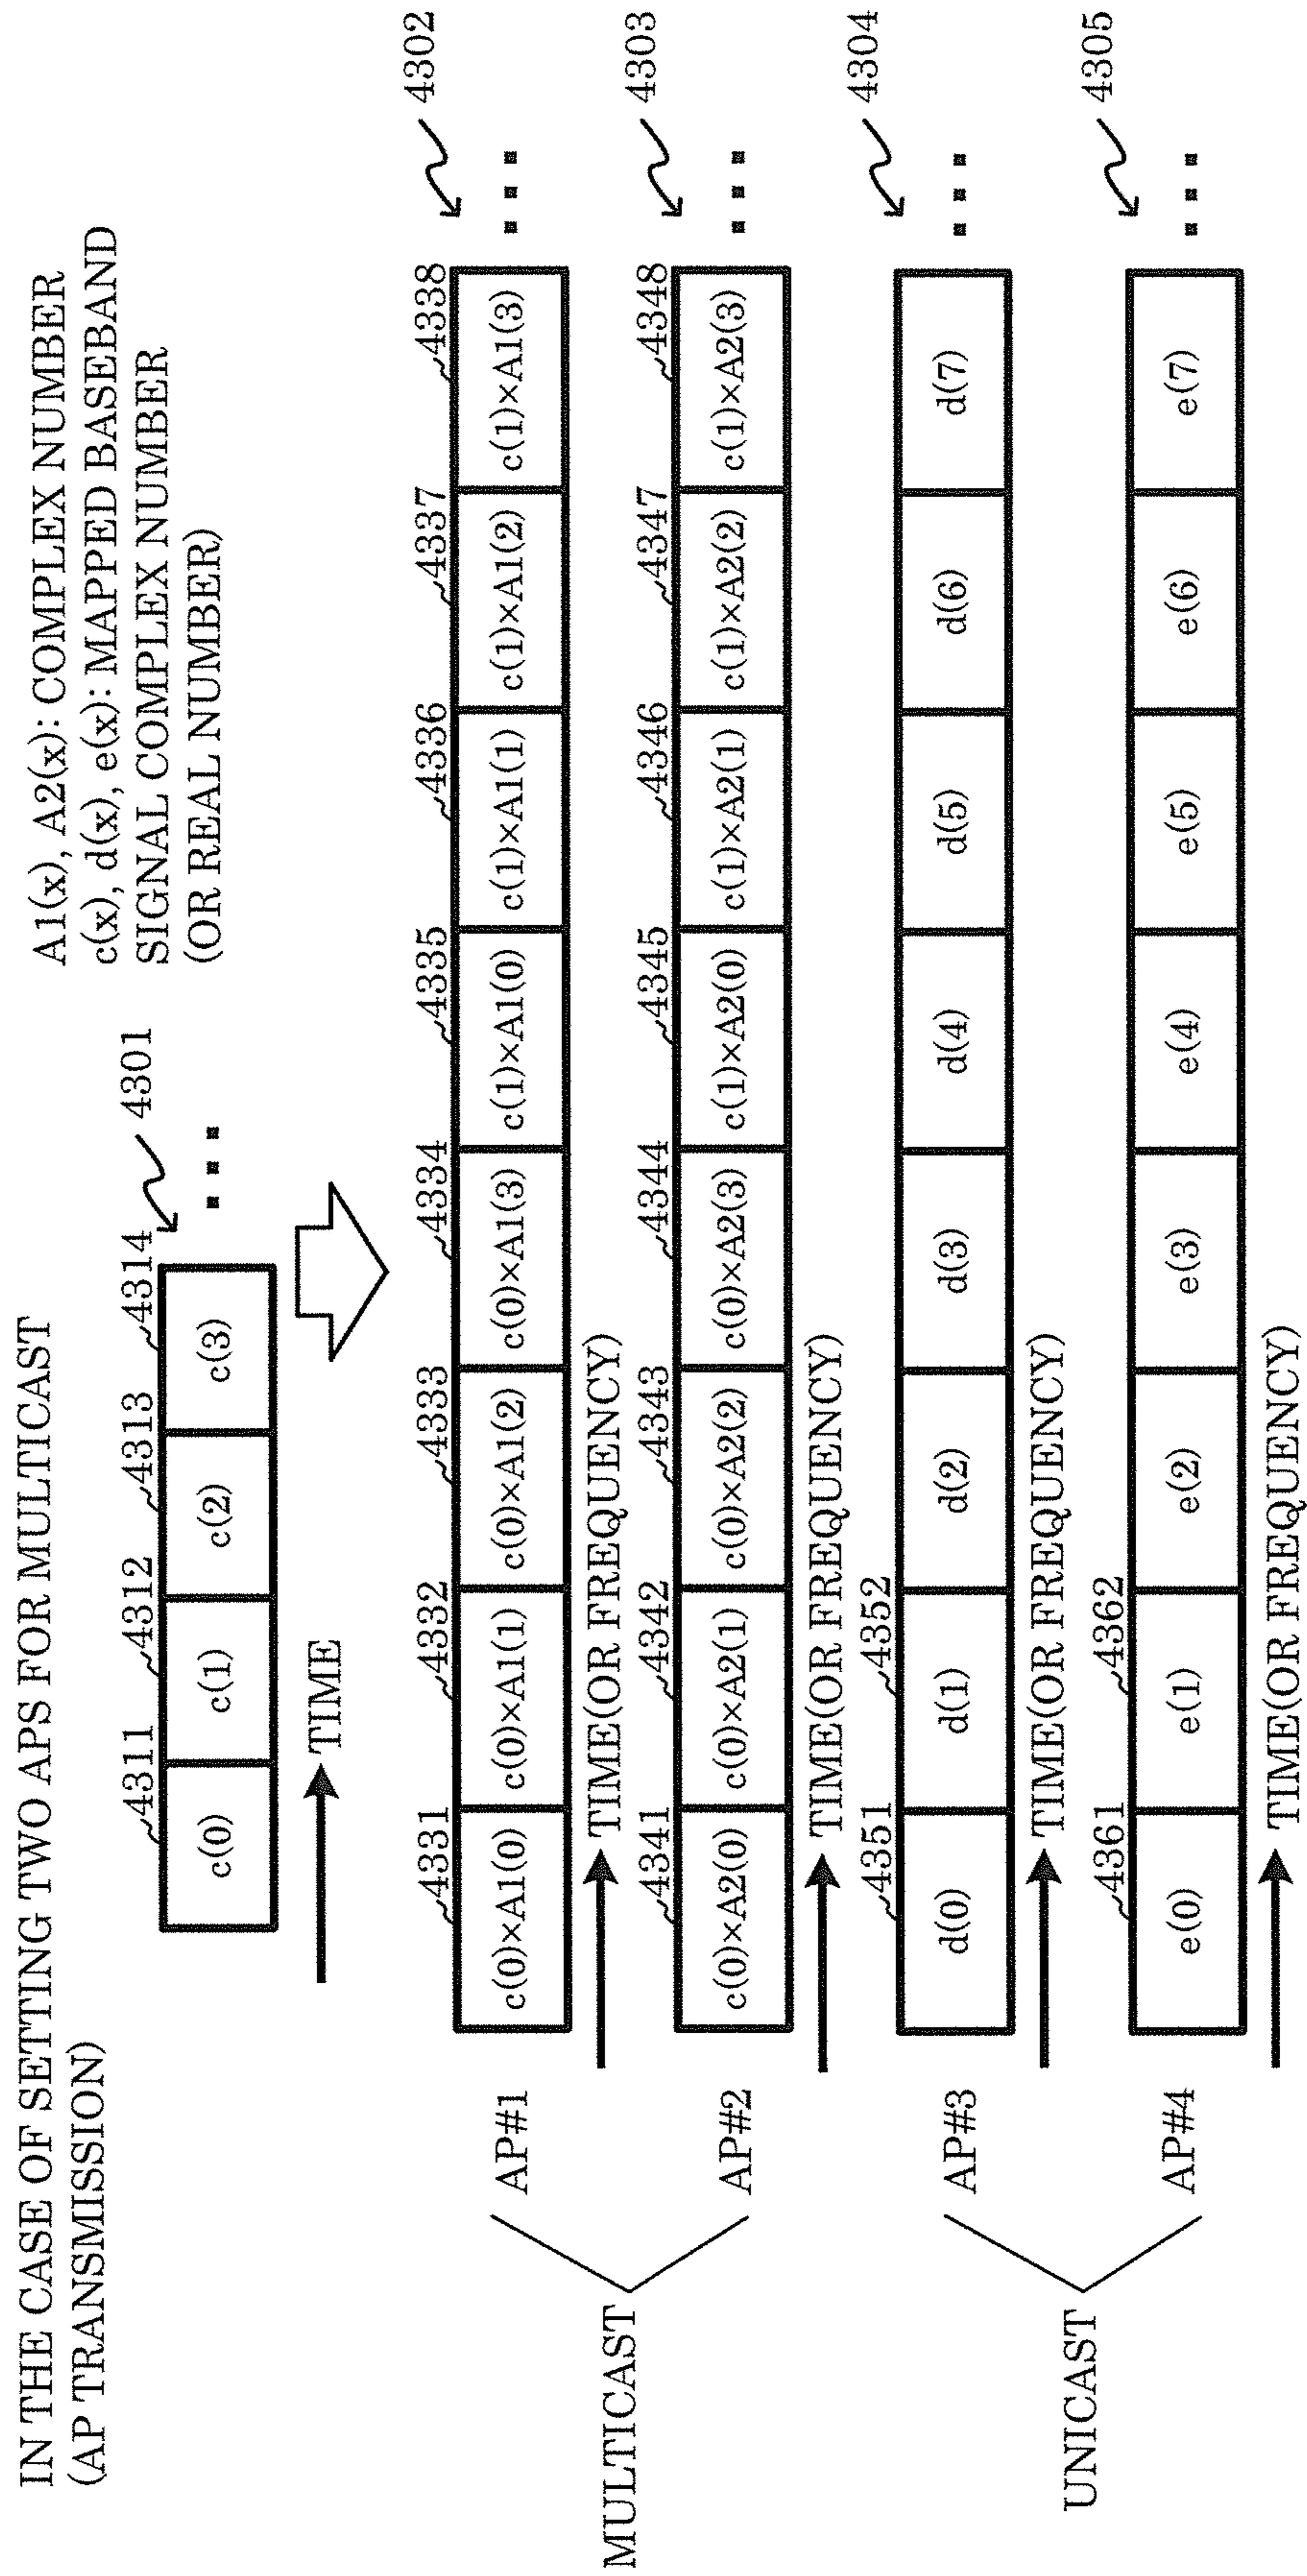 IN THE CASE OF SETTING TWO APS FOR MULTICAST
(AP TRANSMISSION)
A1(x), A2(x): COMPLEX NUMBER
c(x), d(x), e(x): MAPPED BASEBAND
SIGNAL COMPLEX NUMBER
(OR REAL NUMBER)
4311 4312 4313 4314 4301
c(0) c(1) c(2) c(3) ...
TIME
4331 4332 4333 4334 4335 4336 4337 4338 4302
MULTICAST
AP#1 c(0)×A1(0) c(0)×A1(1) c(0)×A1(2) c(0)×A1(3) c(1)×A1(0) c(1)×A1(1) c(1)×A1(2) c(1)×A1(3) ...
TIME(OR FREQUENCY)
4341 4342 4343 4344 4345 4346 4347 4348 4303
AP#2 c(0)×A2(0) c(0)×A2(1) c(0)×A2(2) c(0)×A2(3) c(1)×A2(0) c(1)×A2(1) c(1)×A2(2) c(1)×A2(3) ...
TIME(OR FREQUENCY)
4351 4352 4304
UNICAST
AP#3 d(0) d(1) d(2) d(3) d(4) d(5) d(6) d(7) ...
TIME(OR FREQUENCY)
4361 4362 4305
AP#4 e(0) e(1) e(2) e(3) e(4) e(5) e(6) e(7) ...
TIME(OR FREQUENCY)